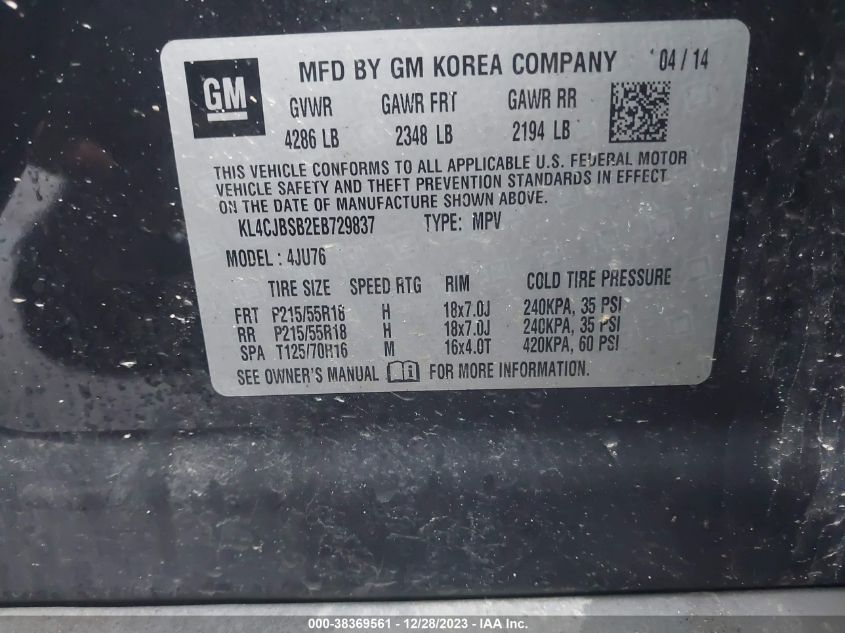 GM
MFD BY GM KOREA COMPANY 04/14
GVWR GAWR FRT GAWR RR
4286 LB 2348 LB 2194 LB
THIS VEHICLE CONFORMS TO ALL APPLICABLE U.S. FEDERAL MOTOR
VEHICLE SAFETY AND THEFT PREVENTION STANDARDS IN EFFECT
ON THE DATE OF MANUFACTURE SHOWN ABOVE.
KL4CJBSB2EB729837 TYPE: MPV
MODEL: 4JU76
TIRE SIZE SPEED RTG RIM COLD TIRE PRESSURE
FRT P215/55R18 H 18x7.0J 240KPA, 35 PSI
RR P215/55R18 H 18x7.0J 240KPA, 35 PSI
SPA T125/70R16 M 16x4.0T 420KPA, 60 PSI
SEE OWNER'S MANUAL i FOR MORE INFORMATION.
000-38369561 - 12/28/2023 - IAA Inc.